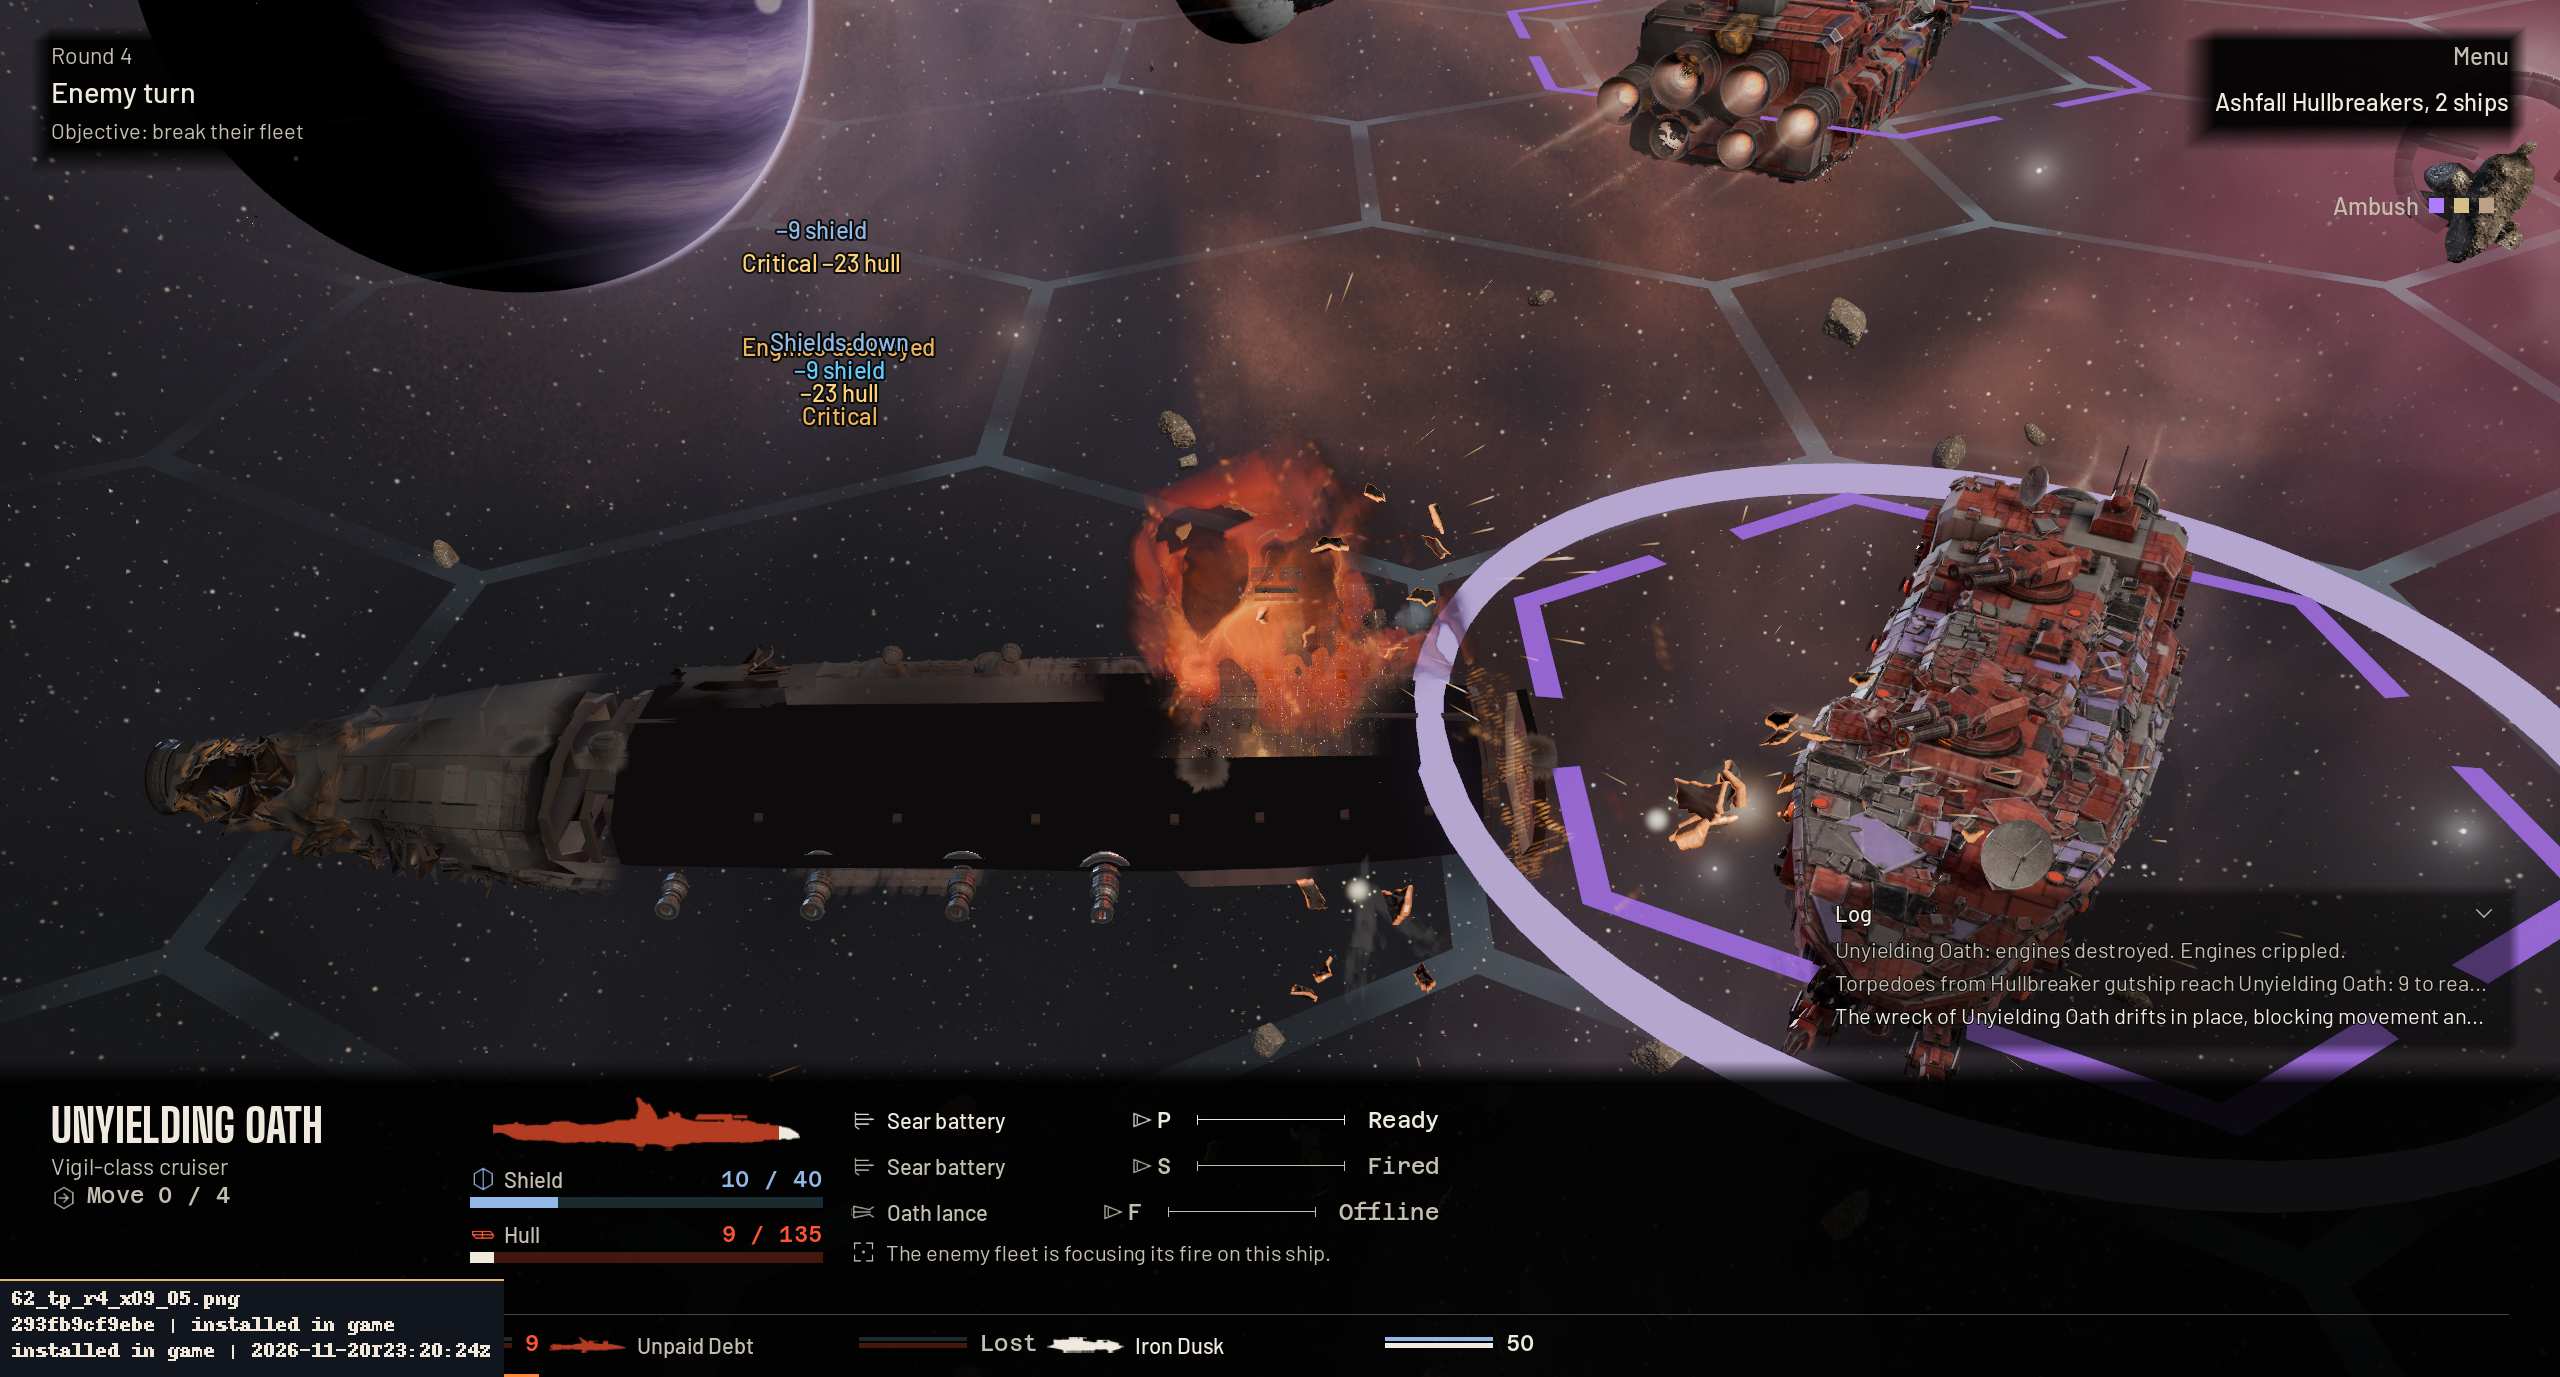 Round 4
Enemy turn
Objective: break their fleet
Menu
Ashfall Hullbreakers, 2 ships
Ambush
−9 shield
Critical −23 hull
Shields down
Engines destroyed
−9 shield
−23 hull
Critical
Log
Unyielding Oath: engines destroyed. Engines crippled.
Torpedoes from Hullbreaker gutship reach Unyielding Oath: 9 to rea...
The wreck of Unyielding Oath drifts in place, blocking movement an...
UNYIELDING OATH
Vigil-class cruiser
Move 0 / 4
Shield 10 / 40
Hull 9 / 135
Sear battery P Ready
Sear battery S Fired
Oath lance F Offline
The enemy fleet is focusing its fire on this ship.
9 Unpaid Debt Lost Iron Dusk 50
62_tp_r4_x09_05.png
293fb9cf9ebe | installed in game
installed in game | 2026-11-20T23:20:24Z